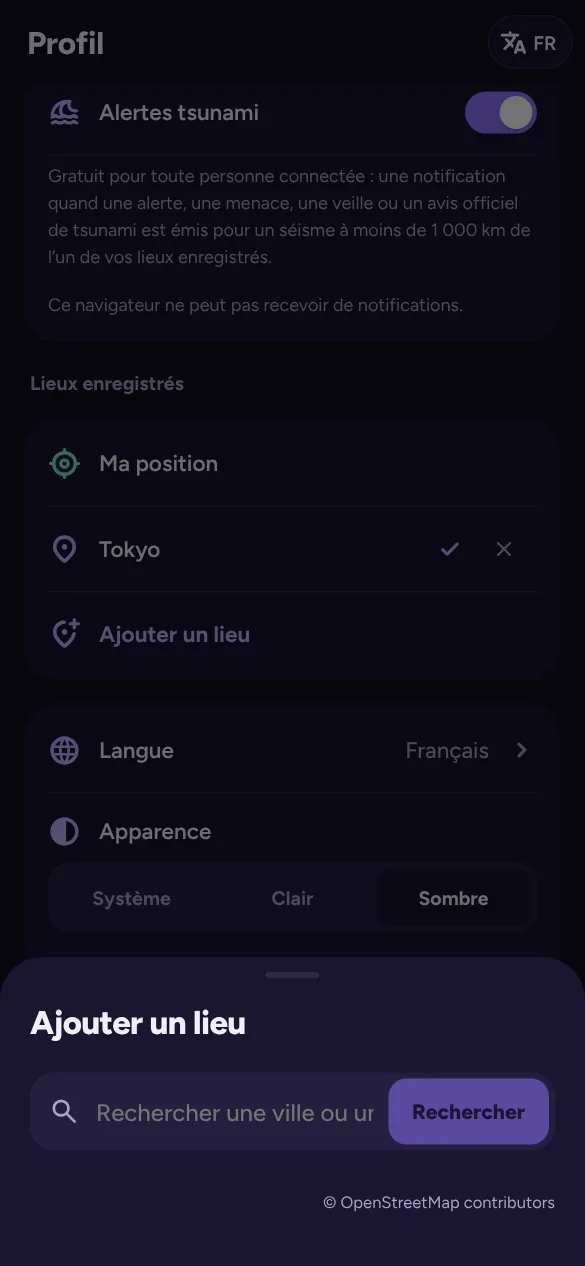 Profil
FR
Alertes tsunami
Gratuit pour toute personne connectée : une notification
quand une alerte, une menace, une veille ou un avis officiel
de tsunami est émis pour un séisme à moins de 1 000 km de
l’un de vos lieux enregistrés.
Ce navigateur ne peut pas recevoir de notifications.
Lieux enregistrés
Ma position
Tokyo
Ajouter un lieu
Langue
Français
Apparence
Système
Clair
Sombre
Ajouter un lieu
Rechercher une ville ou ur
Rechercher
© OpenStreetMap contributors